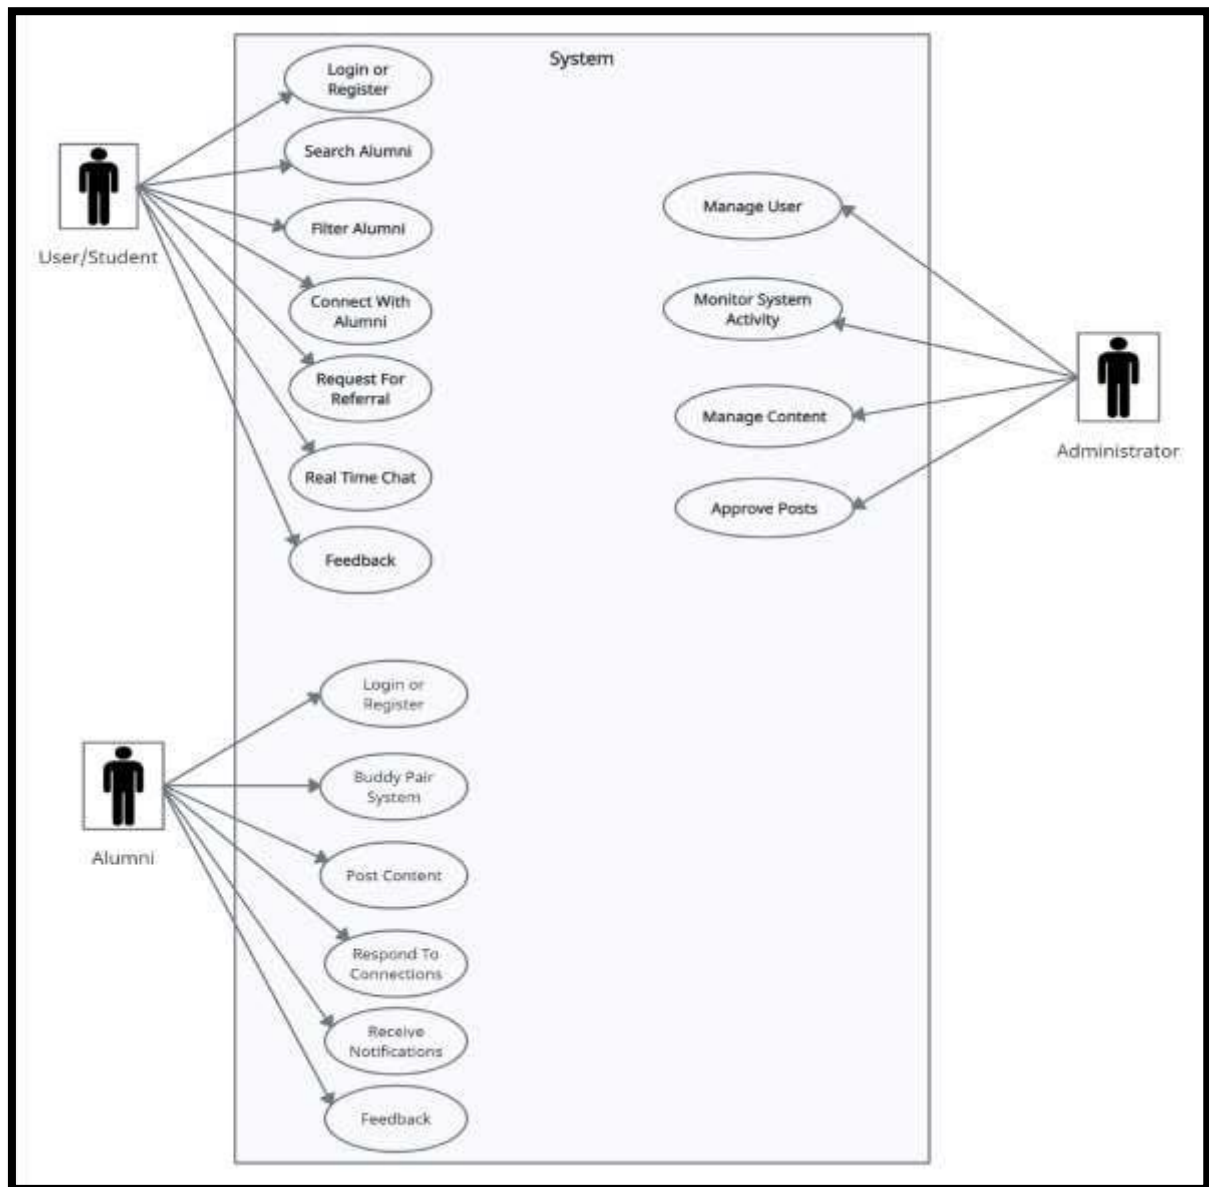 System
Login or
Register
Search Alumni
Filter Alumni
Connect With
Alumni
Request For
Referral
Real Time Chat
Feedback
User/Student
Manage User
Monitor System
Activity
Manage Content
Approve Posts
Administrator
Login or
Register
Buddy Pair
System
Post Content
Respond To
Connections
Receive
Notifications
Feedback
Alumni